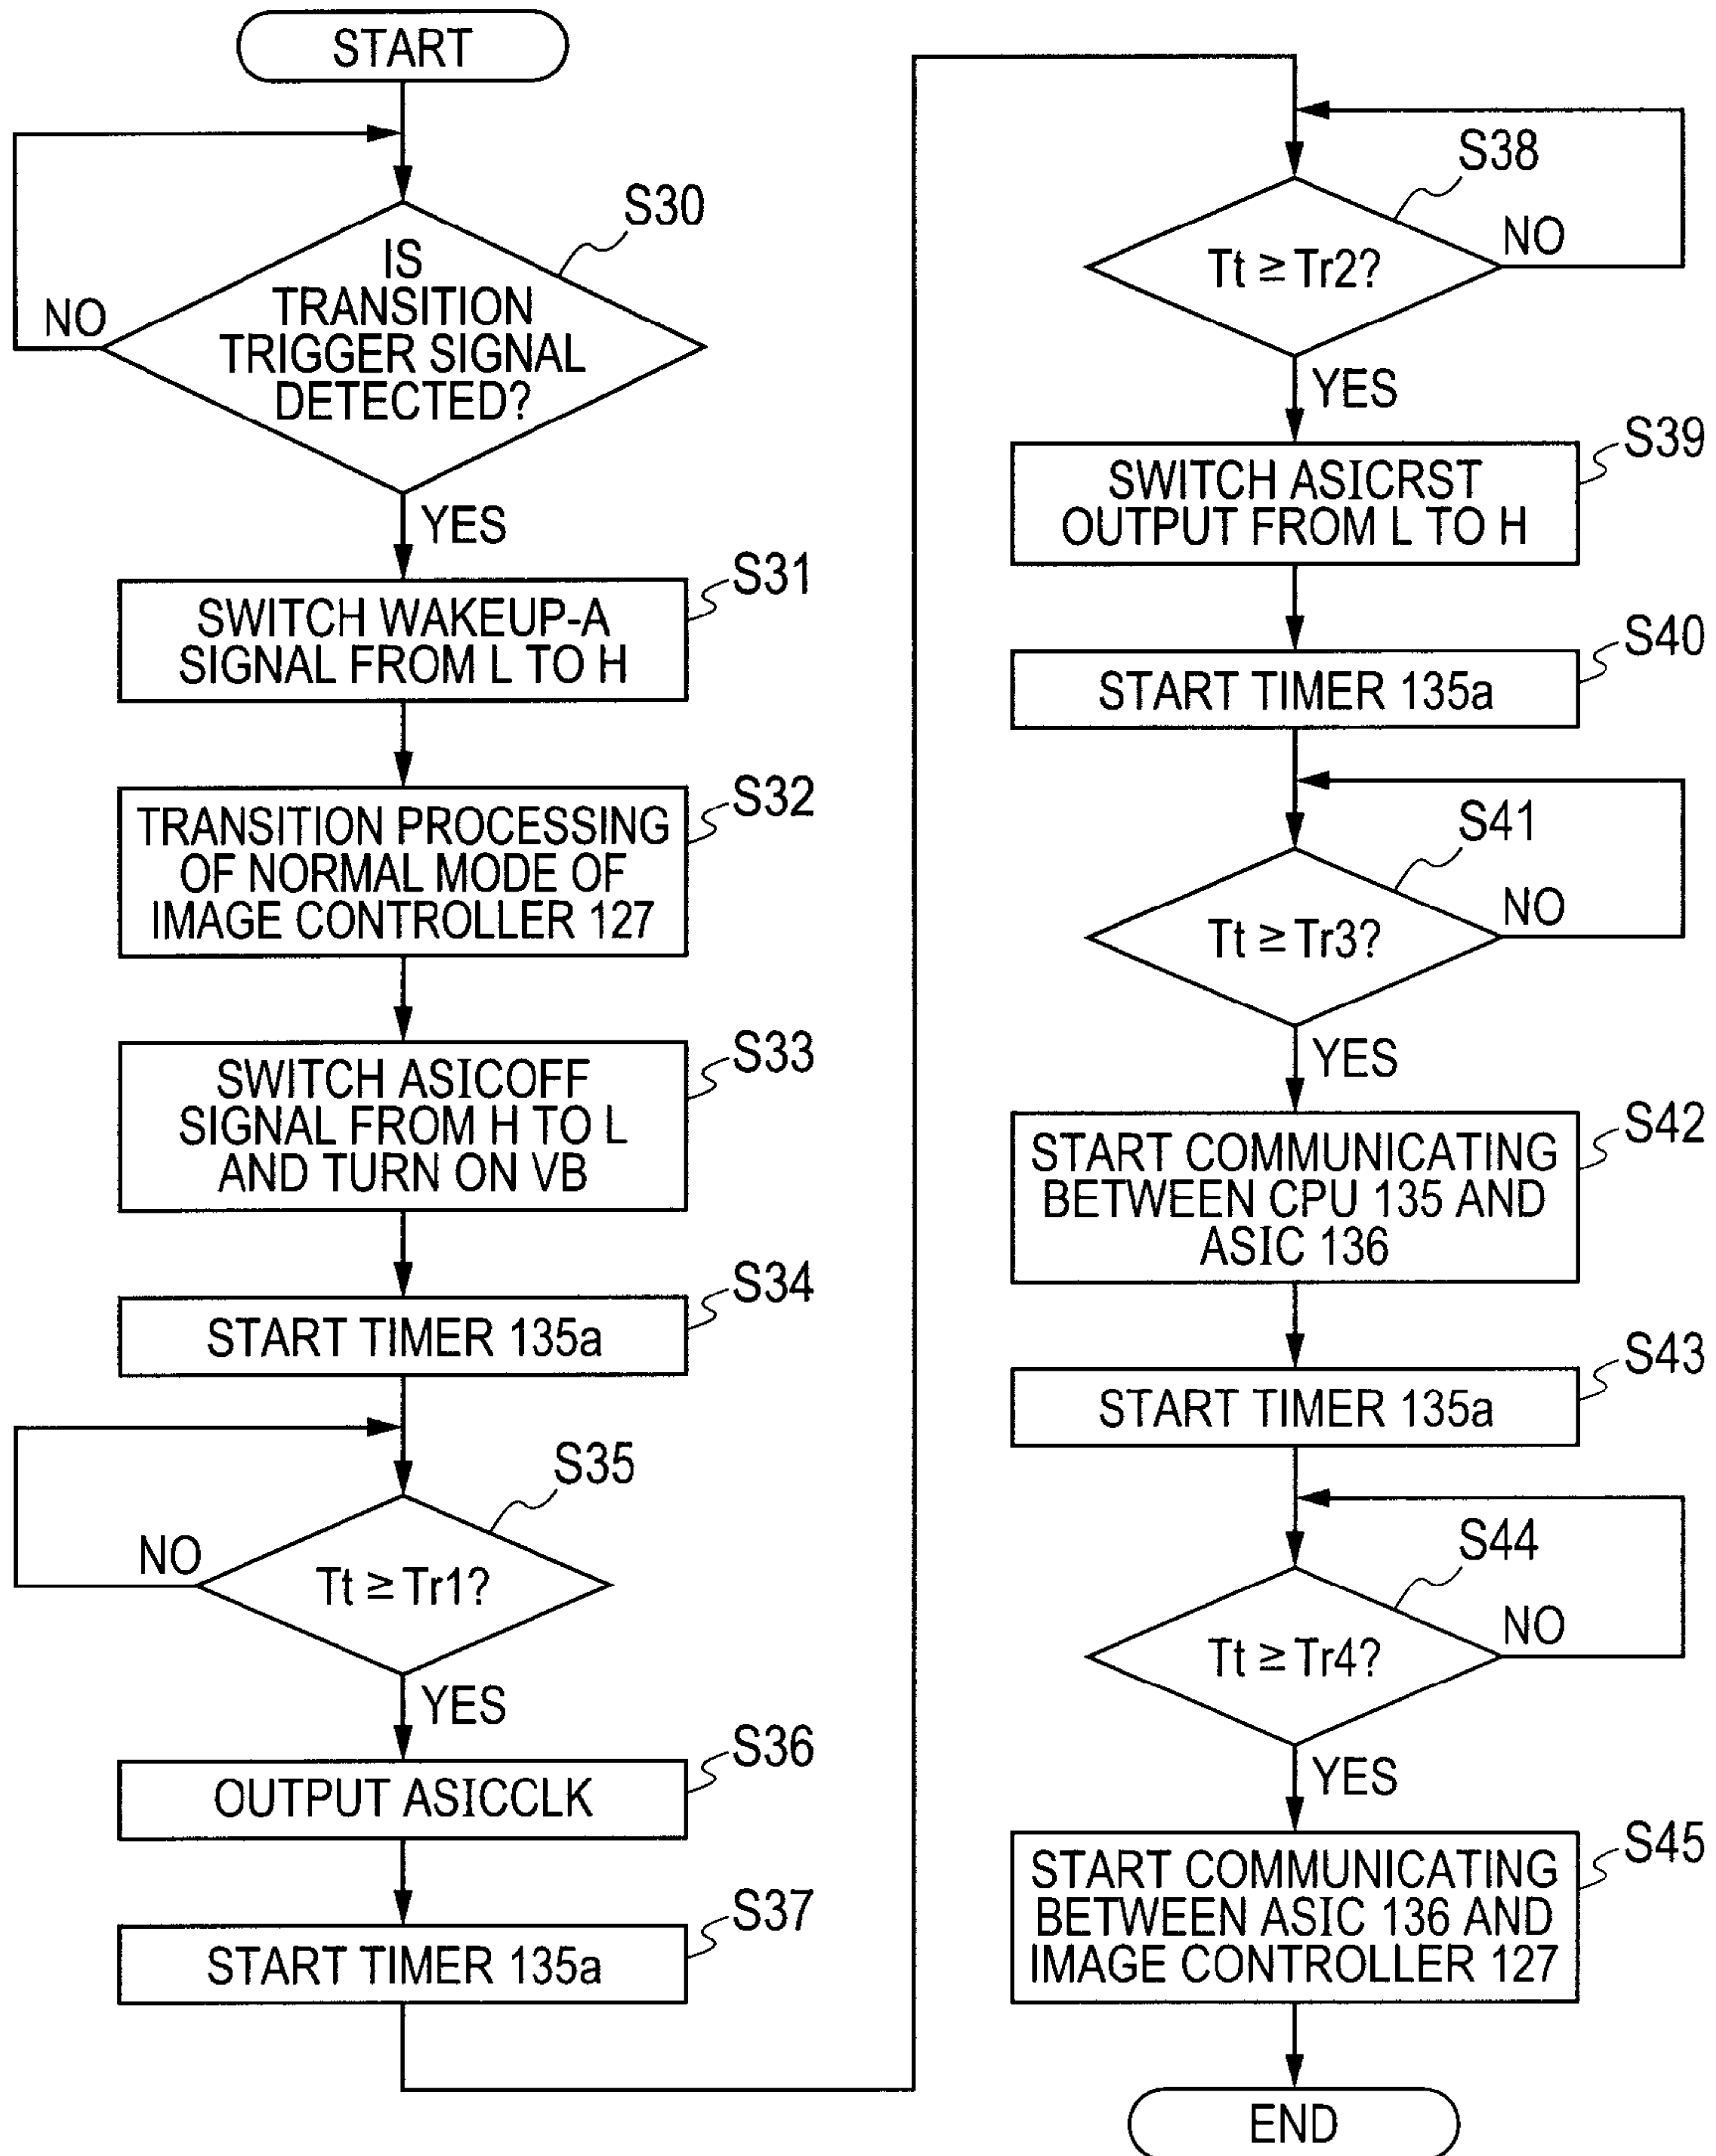 START
S30
IS
TRANSITION
TRIGGER SIGNAL
DETECTED?
NO
YES
S31
SWITCH WAKEUP-A
SIGNAL FROM L TO H
S32
TRANSITION PROCESSING
OF NORMAL MODE OF
IMAGE CONTROLLER 127
S33
SWITCH ASICOFF
SIGNAL FROM H TO L
AND TURN ON VB
S34
START TIMER 135a
S35
NO
Tt ≥ Tr1?
YES
S36
OUTPUT ASICCLK
S37
START TIMER 135a
S38
Tt ≥ Tr2?
NO
YES
S39
SWITCH ASICRST
OUTPUT FROM L TO H
S40
START TIMER 135a
S41
Tt ≥ Tr3?
NO
YES
S42
START COMMUNICATING
BETWEEN CPU 135 AND
ASIC 136
S43
START TIMER 135a
S44
Tt ≥ Tr4?
NO
YES
S45
START COMMUNICATING
BETWEEN ASIC 136 AND
IMAGE CONTROLLER 127
END